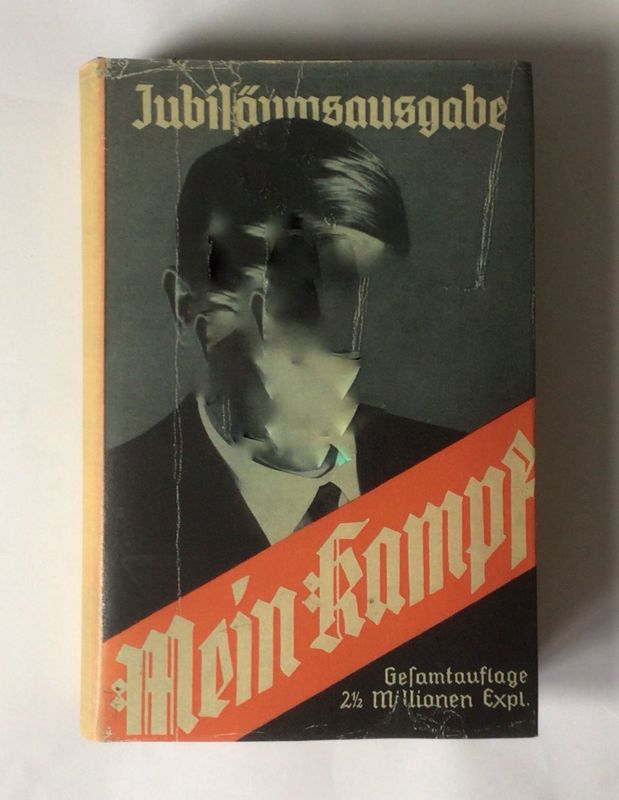 Jubiläumsausgabe
Mein Kampf
Geſamtauflage
2½ Millionen Expl.